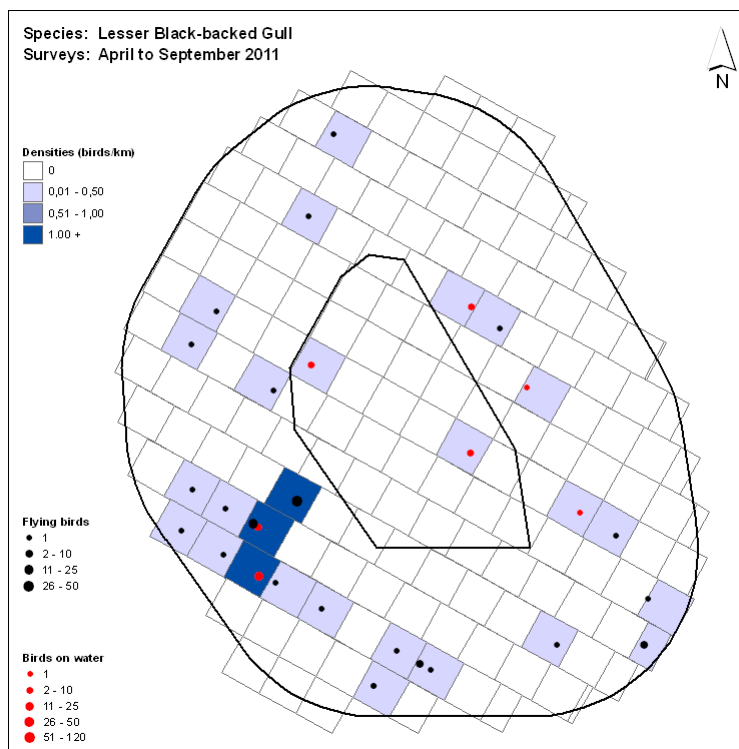 Species: Lesser Black-backed Gull
Surveys: April to September 2011
N
Densities (birds/km)
0
0,01 - 0,50
0,51 - 1,00
1.00 +
Flying birds
1
2 - 10
11 - 25
26 - 50
Birds on water
1
2 - 10
11 - 25
26 - 50
51 - 120